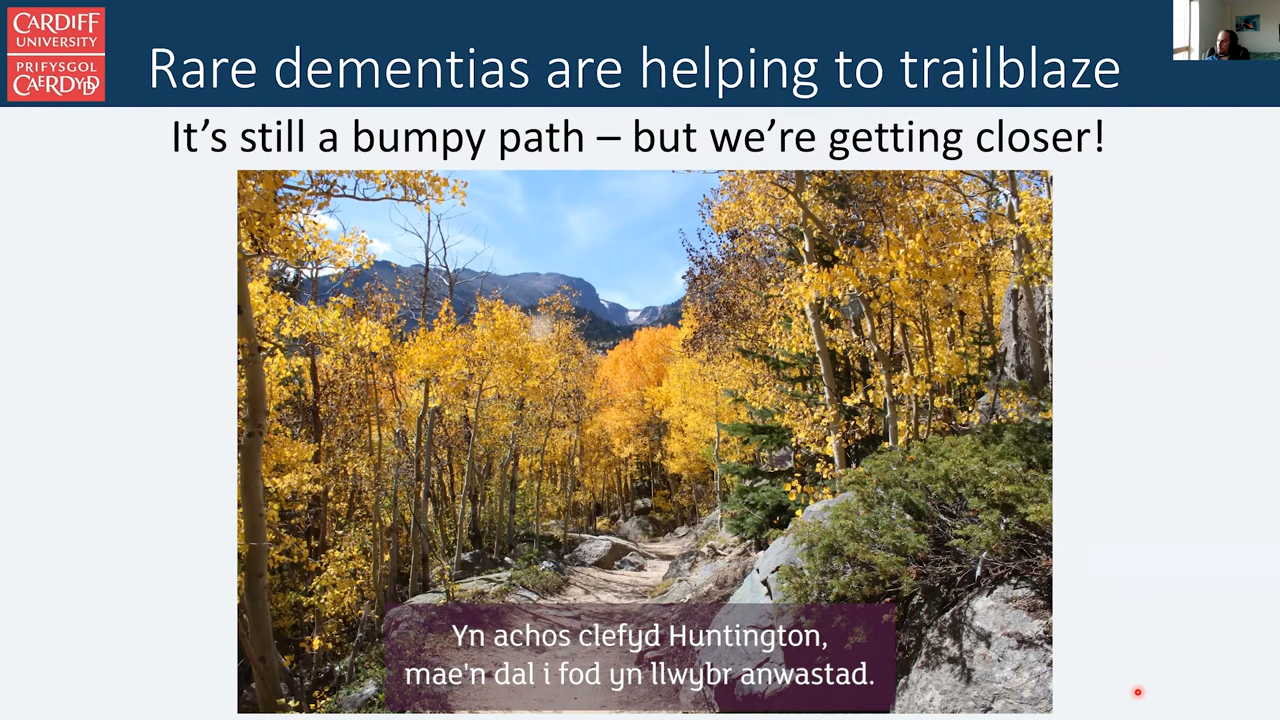 CARDIFF
UNIVERSITY
PRIFYSGOL
CAERDYDD
Rare dementias are helping to trailblaze
It’s still a bumpy path – but we’re getting closer!
Yn achos clefyd Huntington,
mae'n dal i fod yn llwybr anwastad.